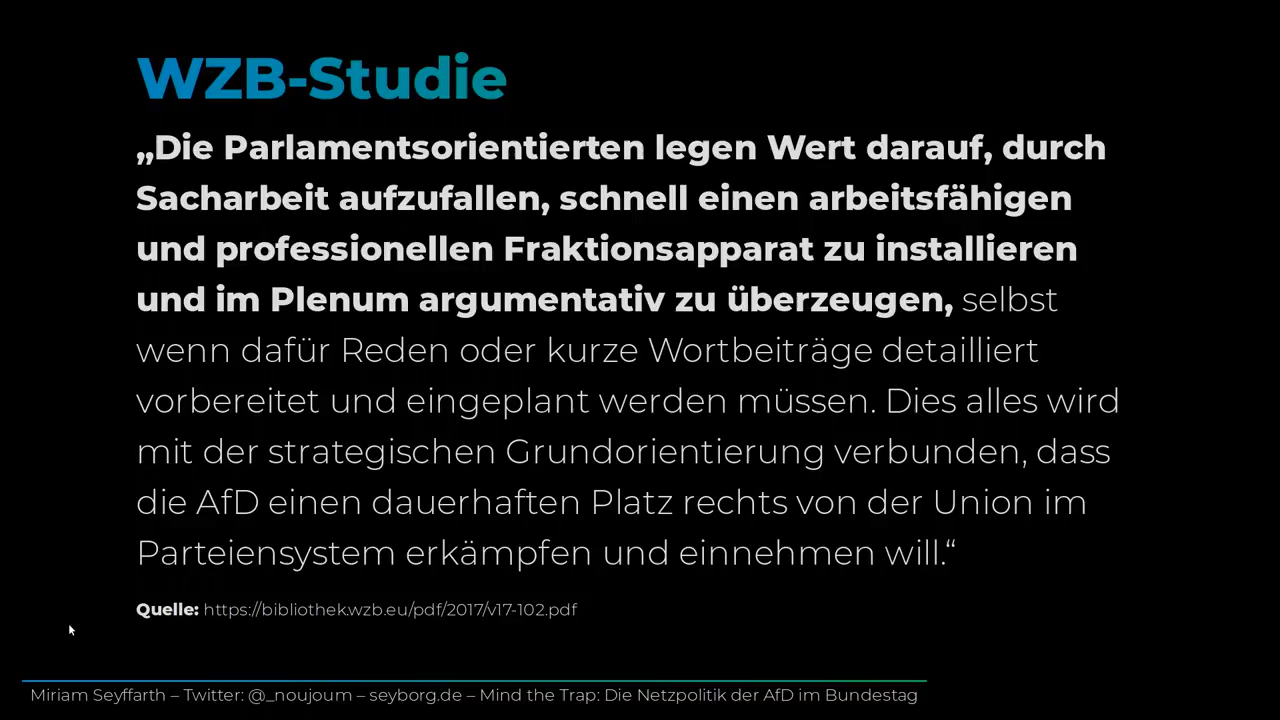 WZB-Studie
„Die Parlamentsorientierten legen Wert darauf, durch
Sacharbeit aufzufallen, schnell einen arbeitsfähigen
und professionellen Fraktionsapparat zu installieren
und im Plenum argumentativ zu überzeugen, selbst
wenn dafür Reden oder kurze Wortbeiträge detailliert
vorbereitet und eingeplant werden müssen. Dies alles wird
mit der strategischen Grundorientierung verbunden, dass
die AfD einen dauerhaften Platz rechts von der Union im
Parteiensystem erkämpfen und einnehmen will.“
Quelle: https://bibliothek.wzb.eu/pdf/2017/v17-102.pdf
Miriam Seyffarth – Twitter: @_noujoum – seyborg.de – Mind the Trap: Die Netzpolitik der AfD im Bundestag